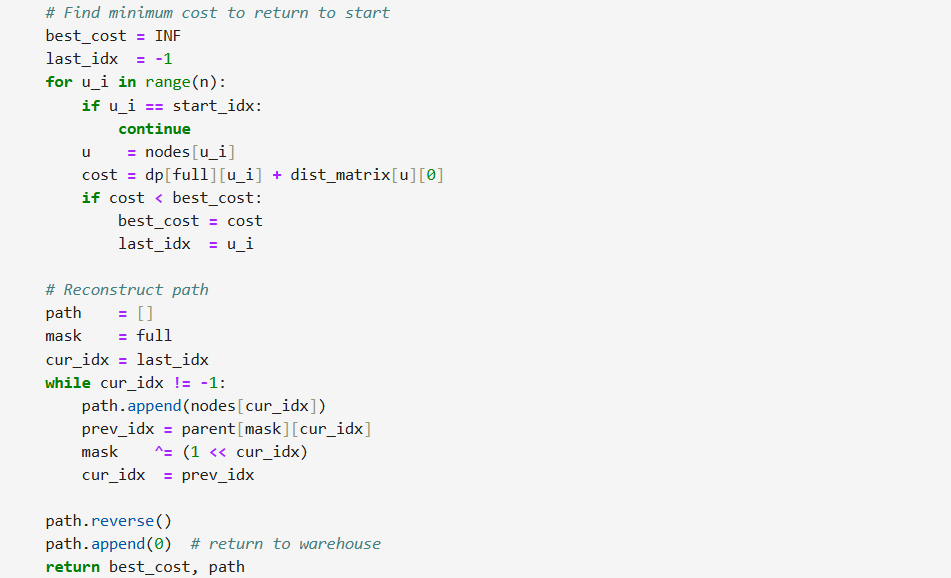 # Find minimum cost to return to start
best_cost = INF
last_idx  = -1
for u_i in range(n):
    if u_i == start_idx:
        continue
    u    = nodes[u_i]
    cost = dp[full][u_i] + dist_matrix[u][0]
    if cost < best_cost:
        best_cost = cost
        last_idx  = u_i

# Reconstruct path
path    = []
mask    = full
cur_idx = last_idx
while cur_idx != -1:
    path.append(nodes[cur_idx])
    prev_idx = parent[mask][cur_idx]
    mask    ^= (1 << cur_idx)
    cur_idx  = prev_idx

path.reverse()
path.append(0)  # return to warehouse
return best_cost, path